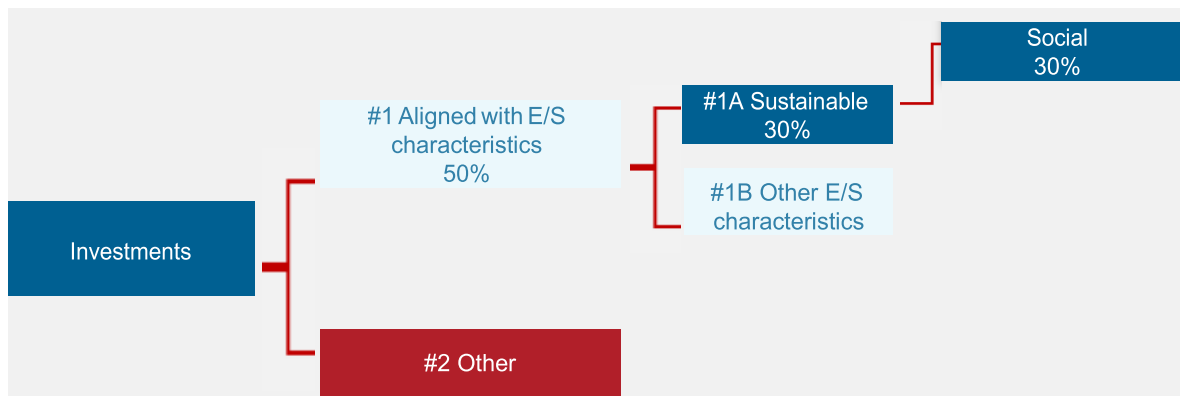 Social
30%
#1 Aligned with E/S
characteristics
50%
#1A Sustainable
30%
#1B Other E/S
characteristics
Investments
#2 Other